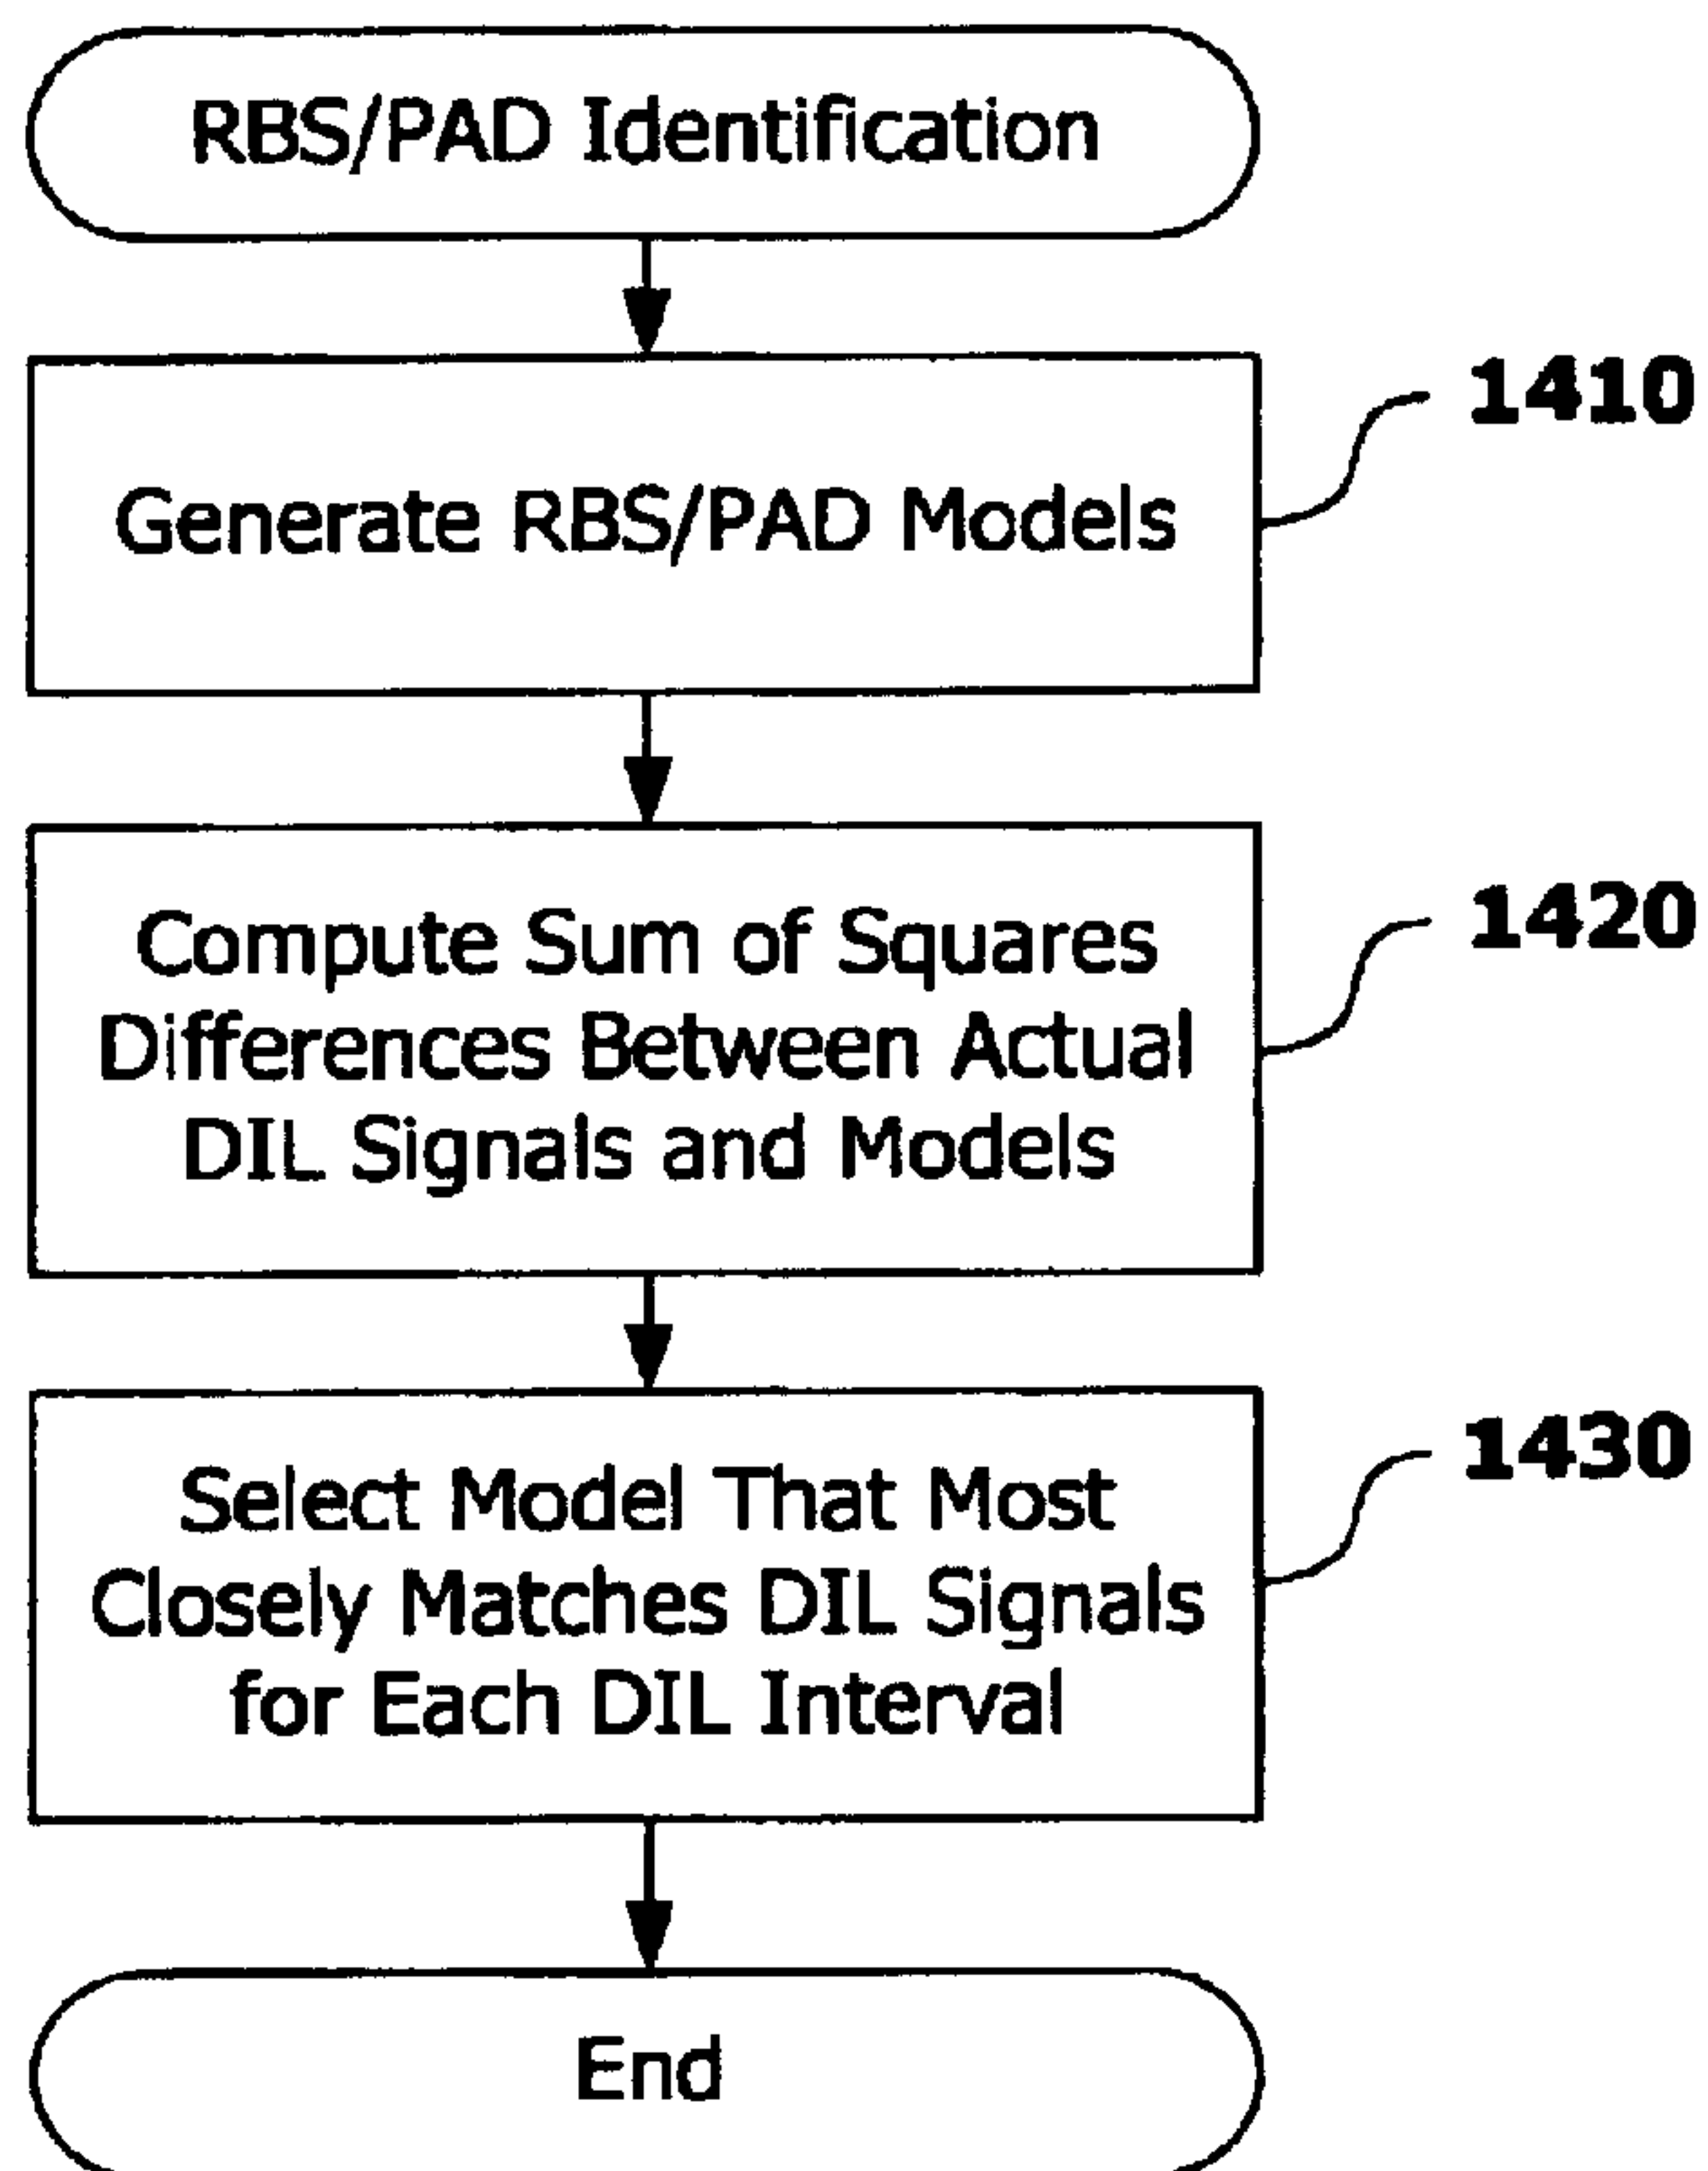 RBS/PAD Identification
Generate RBS/PAD Models
1410
Compute Sum of Squares
Differences Between Actual
DIL Signals and Models
1420
Select Model That Most
Closely Matches DIL Signals
for Each DIL Interval
1430
End